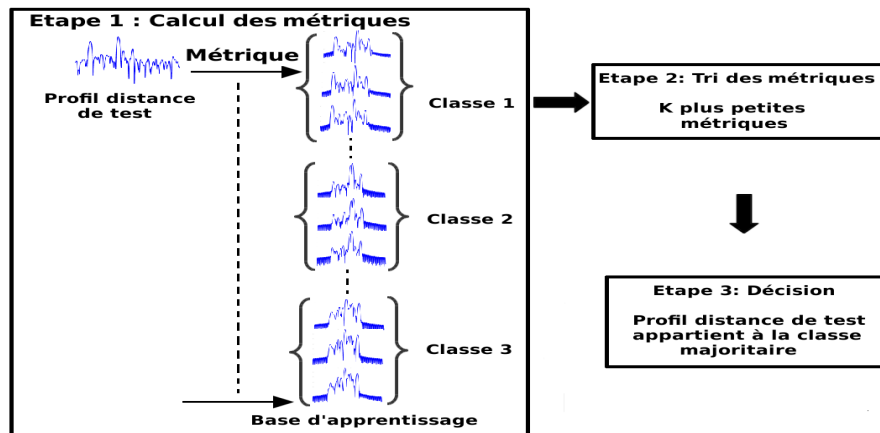 Etape 1 : Calcul des métriques
Métrique
Profil distance
de test
Classe 1
Classe 2
Classe 3
Base d'apprentissage
Etape 2: Tri des métriques
K plus petites
métriques
Etape 3: Décision
Profil distance de test
appartient à la classe
majoritaire